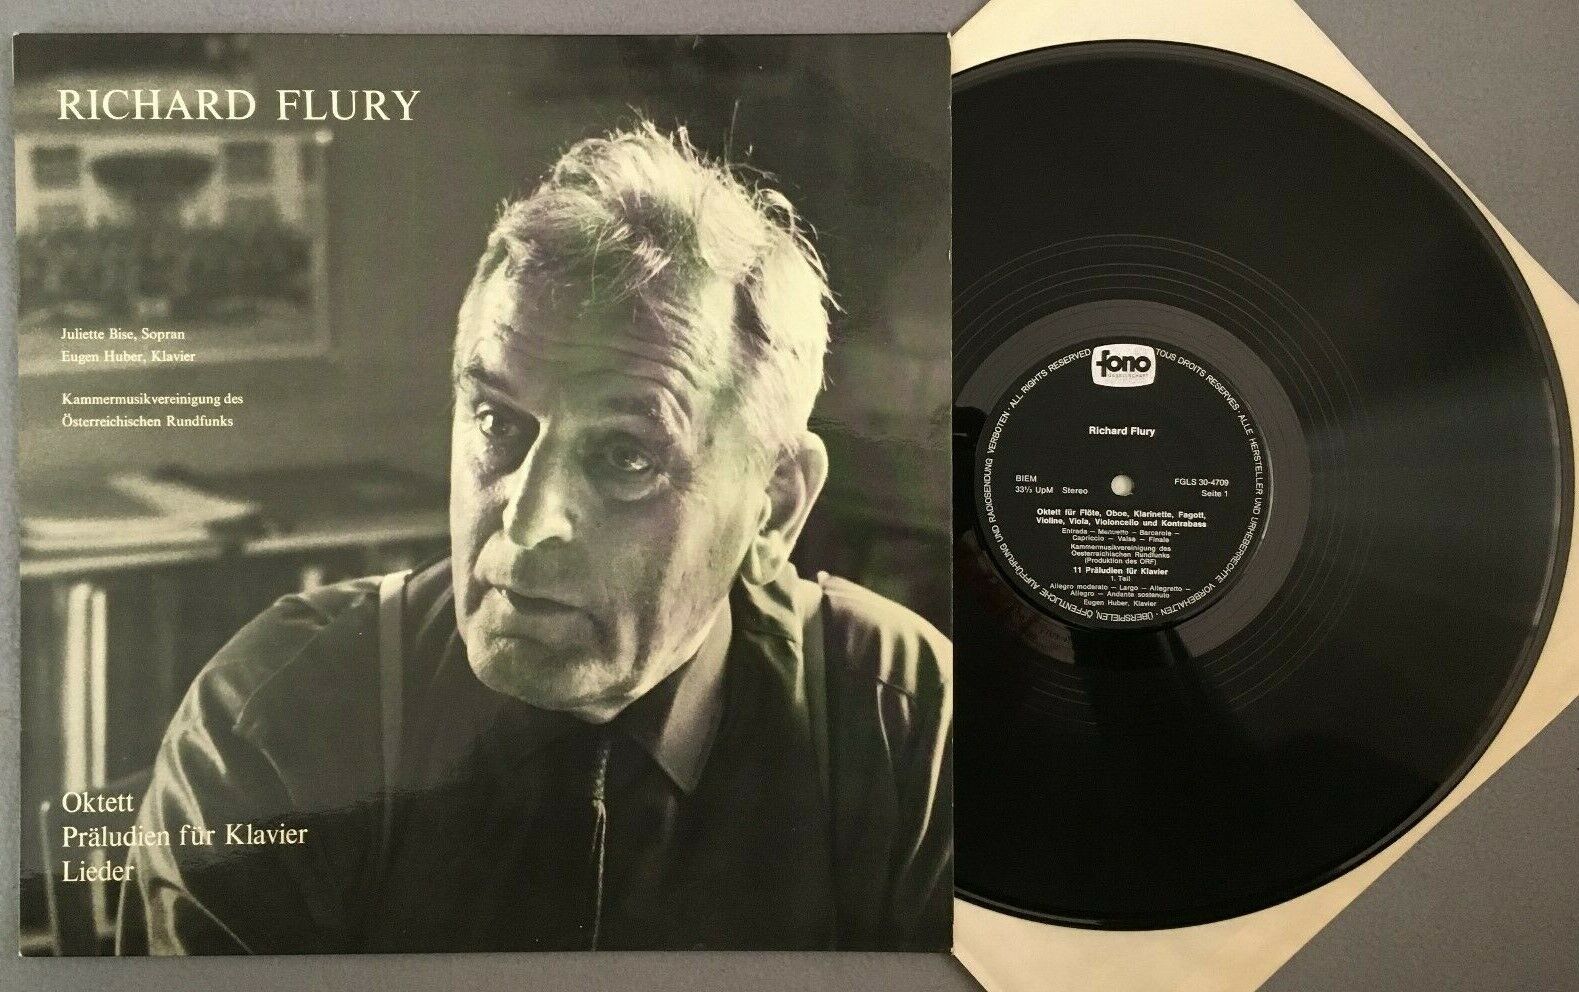 RICHARD FLURY
Juliette Bise, Sopran
Eugen Huber, Klavier
Kammermusikvereinigung des
Österreichischen Rundfunks
Oktett
Präludien für Klavier
Lieder
fono
GESELLSCHAFT
ALL RIGHTS RESERVED
TOUS DROITS RESERVES · ALLE HERSTELLER UND URHEBERRECHTE VORBEHALTEN · ÜBERSPIELEN, ÖFFENTLICHE AUFFÜHRUNG UND RADIOSENDUNG VERBOTEN ·
Richard Flury
BIEM
33⅓ UpM Stereo
FGLS 30-4709
Seite 1
Oktett für Flöte, Oboe, Klarinette, Fagott,
Violine, Viola, Violoncello und Kontrabass
Entrada – Menuetto – Barcarole –
Capriccio – Valse – Finale
Kammermusikvereinigung des
Oesterreichischen Rundfunks
(Produktion des ORF)
11 Präludien für Klavier
1. Teil
Allegro moderato – Largo – Allegretto –
Allegro – Andante sostenuto
Eugen Huber, Klavier